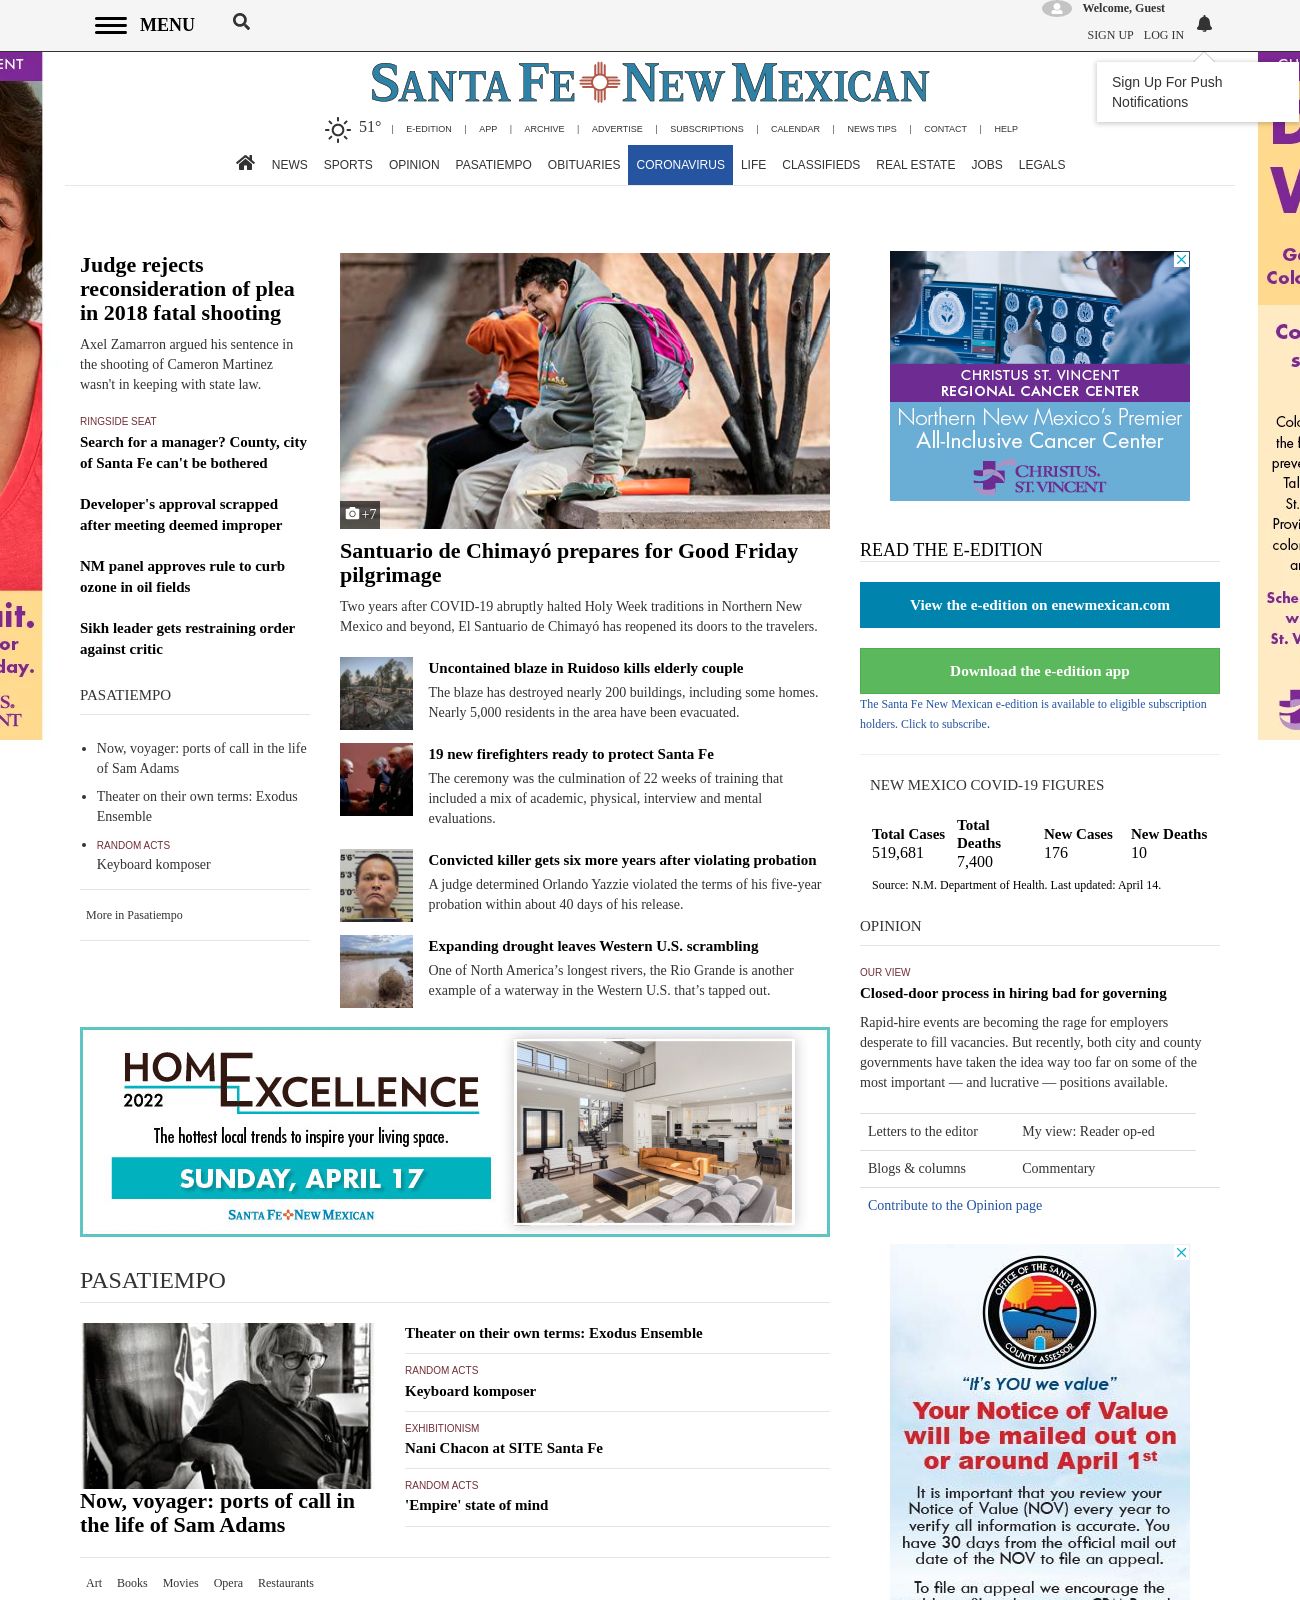 MENU
Welcome, Guest
SIGN UP LOG IN
Sign Up For Push
Notifications
SANTA FE NEW MEXICAN
51° | E-EDITION | APP | ARCHIVE | ADVERTISE | SUBSCRIPTIONS | CALENDAR | NEWS TIPS | CONTACT | HELP
NEWS SPORTS OPINION PASATIEMPO OBITUARIES CORONAVIRUS LIFE CLASSIFIEDS REAL ESTATE JOBS LEGALS
Judge rejects
reconsideration of plea
in 2018 fatal shooting
Axel Zamarron argued his sentence in
the shooting of Cameron Martinez
wasn't in keeping with state law.
RINGSIDE SEAT
Search for a manager? County, city
of Santa Fe can't be bothered
Developer's approval scrapped
after meeting deemed improper
NM panel approves rule to curb
ozone in oil fields
Sikh leader gets restraining order
against critic
PASATIEMPO
• Now, voyager: ports of call in the life
of Sam Adams
• Theater on their own terms: Exodus
Ensemble
• RANDOM ACTS
Keyboard komposer
More in Pasatiempo
+7
Santuario de Chimayó prepares for Good Friday
pilgrimage
Two years after COVID-19 abruptly halted Holy Week traditions in Northern New
Mexico and beyond, El Santuario de Chimayó has reopened its doors to the travelers.
Uncontained blaze in Ruidoso kills elderly couple
The blaze has destroyed nearly 200 buildings, including some homes.
Nearly 5,000 residents in the area have been evacuated.
19 new firefighters ready to protect Santa Fe
The ceremony was the culmination of 22 weeks of training that
included a mix of academic, physical, interview and mental
evaluations.
Convicted killer gets six more years after violating probation
A judge determined Orlando Yazzie violated the terms of his five-year
probation within about 40 days of his release.
Expanding drought leaves Western U.S. scrambling
One of North America’s longest rivers, the Rio Grande is another
example of a waterway in the Western U.S. that’s tapped out.
HOMEXCELLENCE
2022
The hottest local trends to inspire your living space.
SUNDAY, APRIL 17
SANTA FE NEW MEXICAN
PASATIEMPO
Now, voyager: ports of call in
the life of Sam Adams
Theater on their own terms: Exodus Ensemble
RANDOM ACTS
Keyboard komposer
EXHIBITIONISM
Nani Chacon at SITE Santa Fe
RANDOM ACTS
'Empire' state of mind
Art Books Movies Opera Restaurants
CHRISTUS ST. VINCENT
REGIONAL CANCER CENTER
Northern New Mexico's Premier
All-Inclusive Cancer Center
CHRISTUS.
ST. VINCENT
READ THE E-EDITION
View the e-edition on enewmexican.com
Download the e-edition app
The Santa Fe New Mexican e-edition is available to eligible subscription
holders. Click to subscribe.
NEW MEXICO COVID-19 FIGURES
Total Cases
519,681
Total
Deaths
7,400
New Cases
176
New Deaths
10
Source: N.M. Department of Health. Last updated: April 14.
OPINION
OUR VIEW
Closed-door process in hiring bad for governing
Rapid-hire events are becoming the rage for employers
desperate to fill vacancies. But recently, both city and county
governments have taken the idea way too far on some of the
most important — and lucrative — positions available.
Letters to the editor My view: Reader op-ed
Blogs & columns Commentary
Contribute to the Opinion page
OFFICE OF THE SANTA FE
COUNTY ASSESSOR
“It's YOU we value”
Your Notice of Value
will be mailed out on
or around April 1st
It is important that you review your
Notice of Value (NOV) every year to
verify all information is accurate. You
have 30 days from the official mail out
date of the NOV to file an appeal.
To file an appeal we encourage the